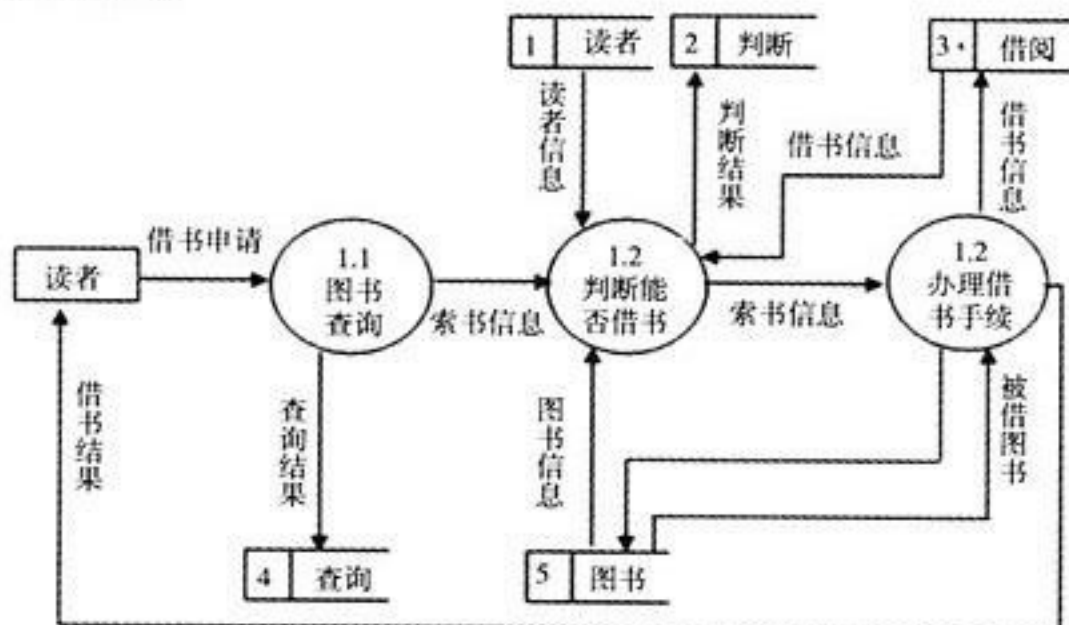 1 读者
2 判断
3 借阅
读者信息
判断结果
借书信息
借书信息
借书申请
读者
1.1
图书
查询
索书信息
1.2
判断能
否借书
索书信息
1.2
办理借
书手续
借书结果
查询结果
图书信息
被借图书
4 查询
5 图书